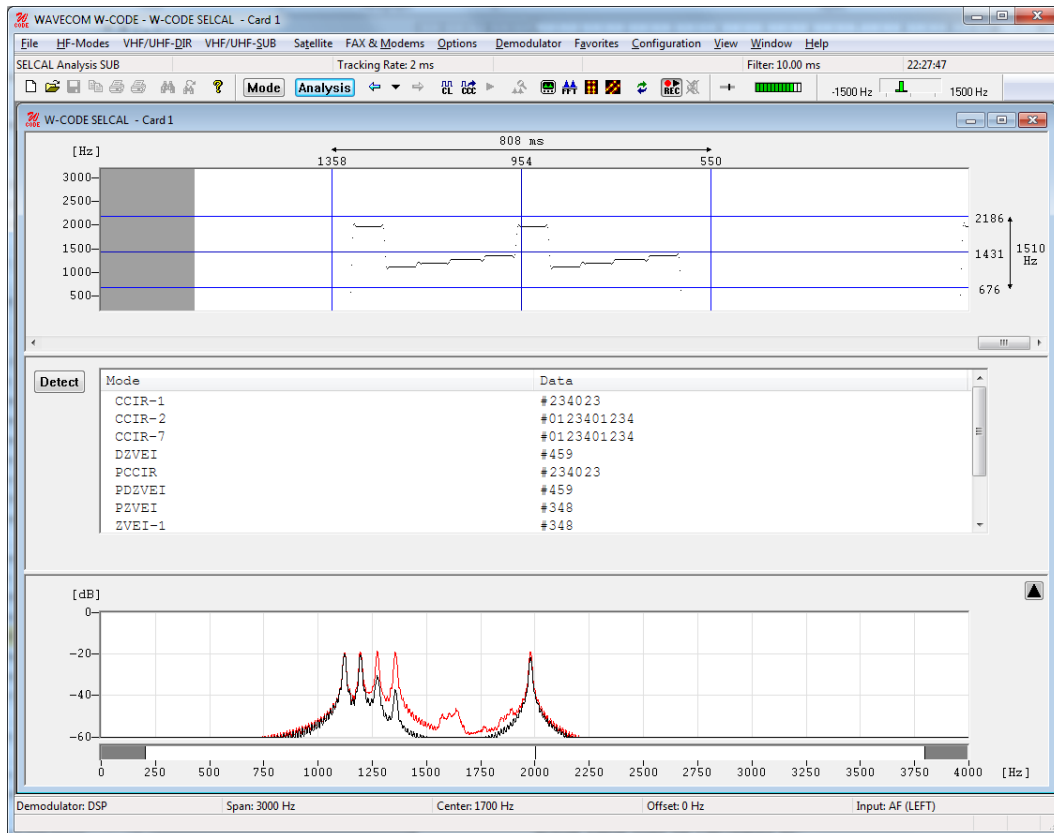 WAVECOM W-CODE - W-CODE SELCAL - Card 1
File HF-Modes VHF/UHF-DIR VHF/UHF-SUB Satellite FAX & Modems Options Demodulator Favorites Configuration View Window Help
SELCAL Analysis SUB Tracking Rate: 2 ms Filter: 10.00 ms 22:27:47
Mode Analysis CL CCC REC -1500 Hz 1500 Hz
W-CODE SELCAL - Card 1
808 ms
[Hz] 1358 954 550
3000
2500
2000 2186
1500 1431 1510
1000 Hz
500 676
Detect Mode Data
CCIR-1 #234023
CCIR-2 #0123401234
CCIR-7 #0123401234
DZVEI #459
PCCIR #234023
PDZVEI #459
PZVEI #348
ZVEI-1 #348
[dB]
0
-20
-40
-60
0 250 500 750 1000 1250 1500 1750 2000 2250 2500 2750 3000 3250 3500 3750 4000 [Hz]
Demodulator: DSP Span: 3000 Hz Center: 1700 Hz Offset: 0 Hz Input: AF (LEFT)